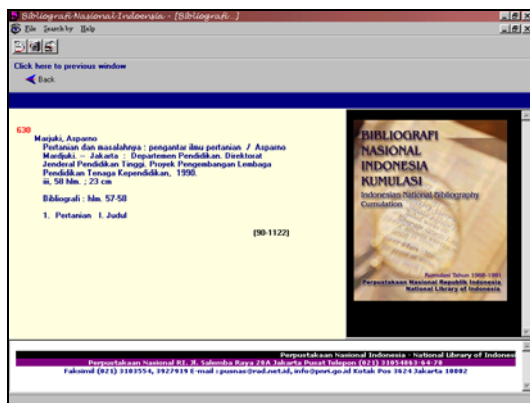 Bibliografi Nasional Indoensia - [Bibliografi...]
File Search by Help
Click here to previous window
Back
630
Marjuki, Asparno
Pertanian dan masalahnya : pengantar ilmu pertanian / Asparno
Mardjuki. -- Jakarta : Departemen Pendidikan. Direktorat
Jenderal Pendidikan Tinggi. Proyek Pengembangan Lembaga
Pendidikan Tenaga Kependidikan, 1990.
iii, 58 hlm. ; 23 cm
Bibliografi : hlm. 57-58
1. Pertanian I. Judul
(90-1122)
BIBLIOGRAFI
NASIONAL
INDONESIA
KUMULASI
Indonesian National Bibliography
Cumulation
Kumulasi Tahun 1988-1991
Perpustakaan Nasional Republik Indonesia
National Library of Indonesia
Perpustakaan Nasional Indonesia - National Library of Indonesi
Perpustakaan Nasional RI. Jl. Salemba Raya 28A Jakarta Pusat Telepon (021) 31054863-64-70
Faksimil (021) 3103554, 3927919 E-mail : pusnas@rad.net.id, info@pnri.go.id Kotak Pos 3624 Jakarta 10002